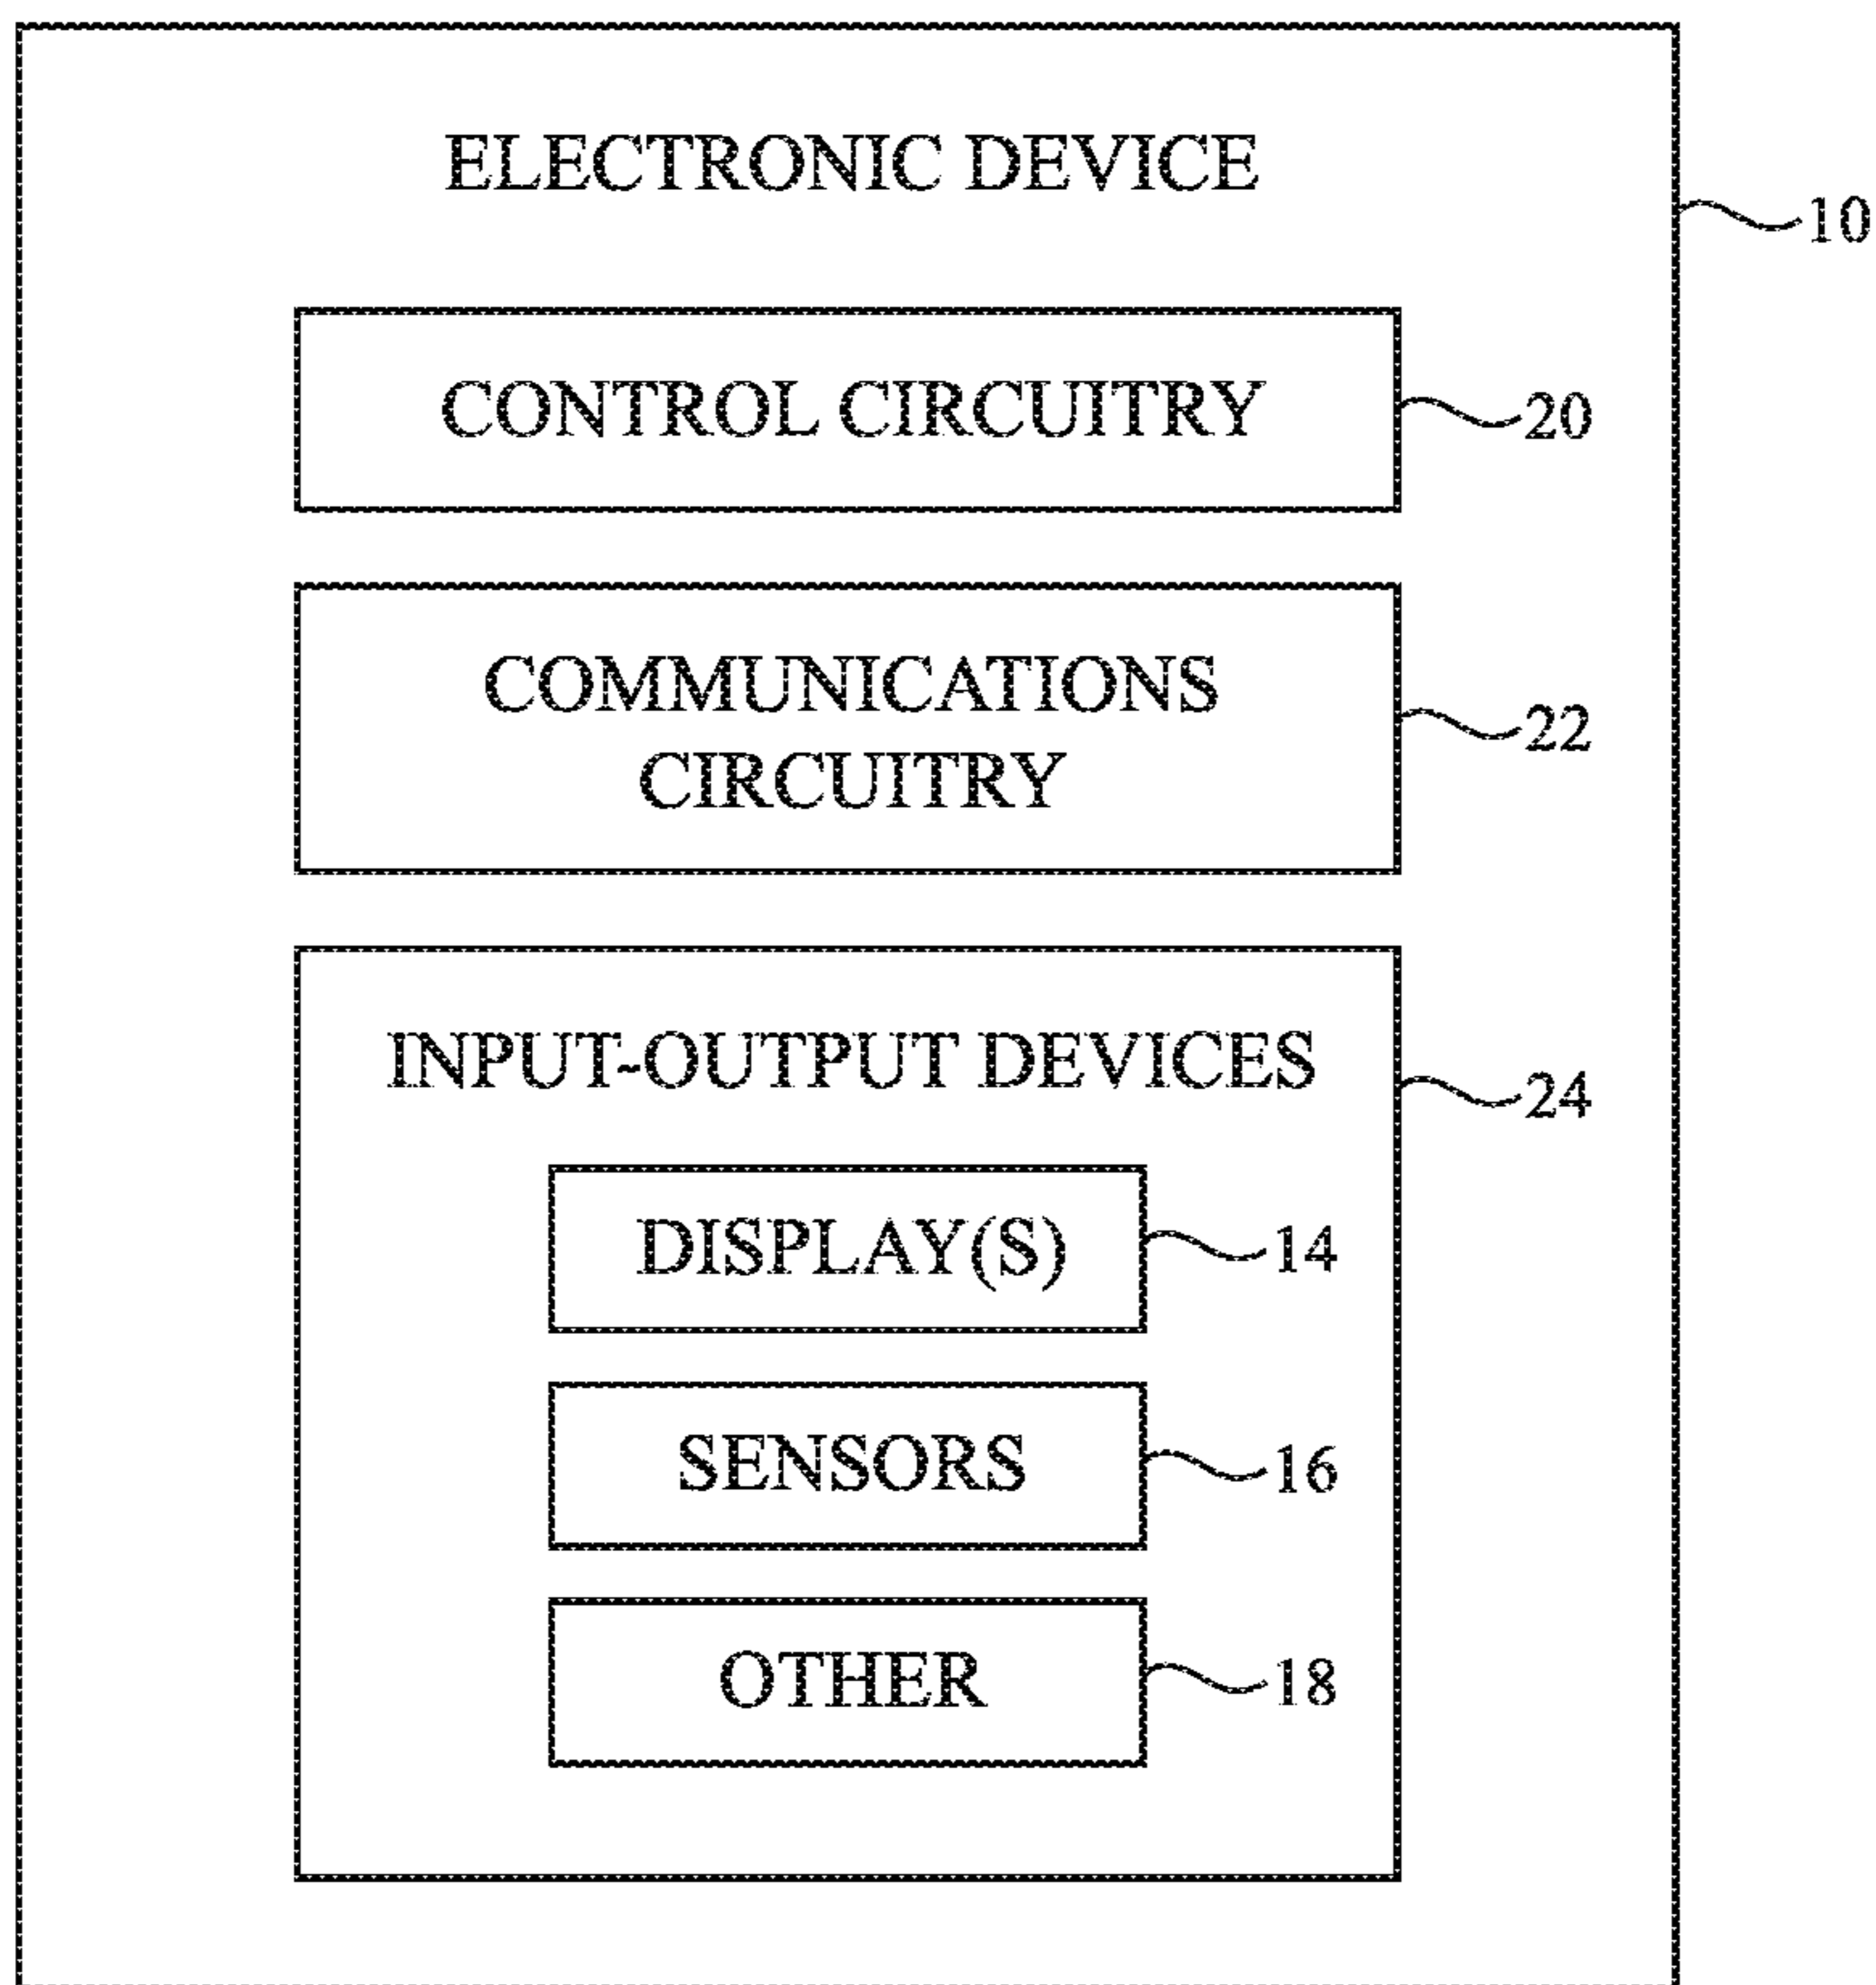 ELECTRONIC DEVICE
10
CONTROL CIRCUITRY
20
COMMUNICATIONS
CIRCUITRY
22
INPUT-OUTPUT DEVICES
24
DISPLAY(S)
14
SENSORS
16
OTHER
18